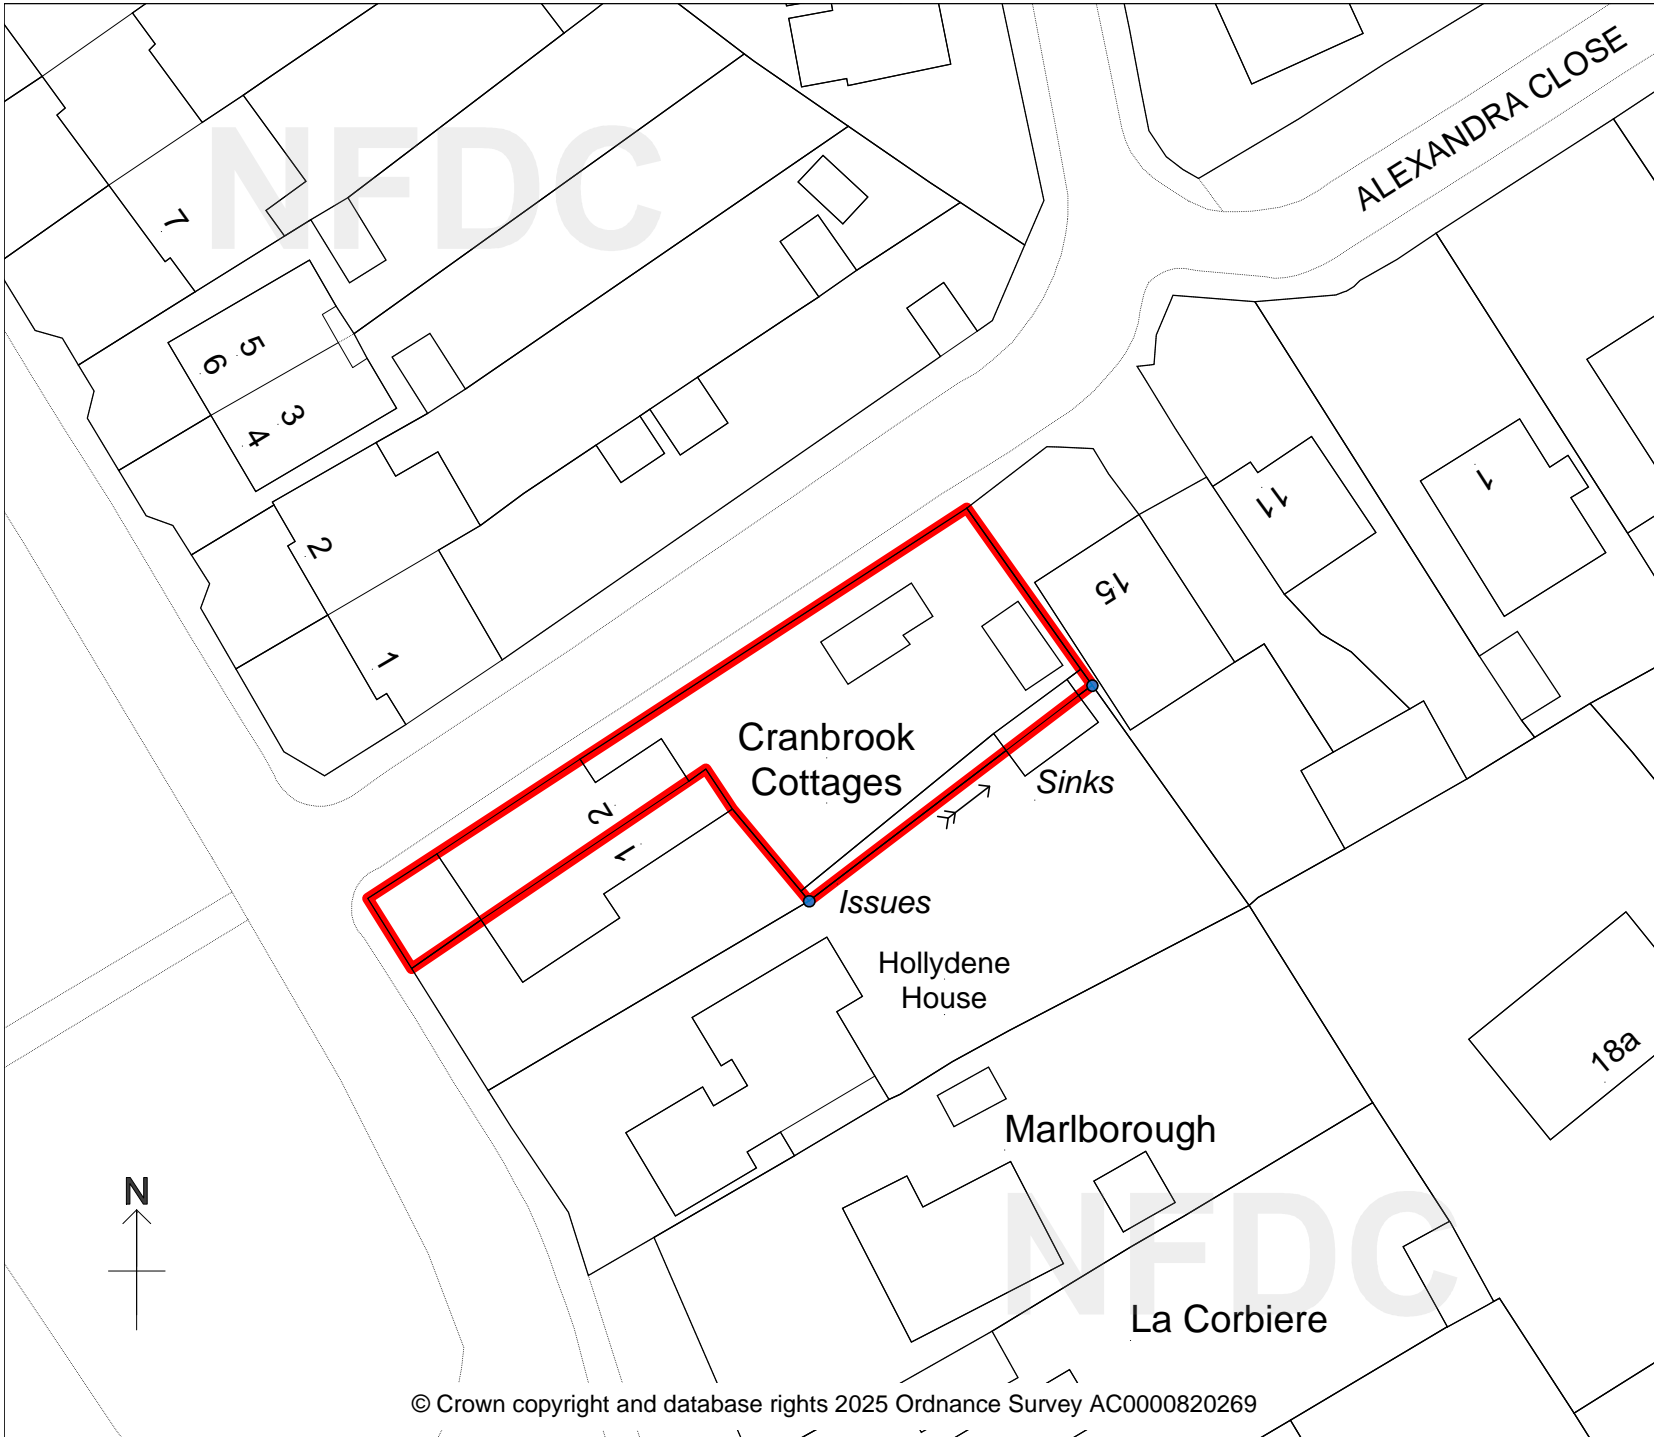 NFDC
ALEXANDRA CLOSE
7
5
6
3
4
2
1
11
1
15
Cranbrook
Cottages
2
1
Sinks
Issues
Hollydene
House
18a
Marlborough
N
NFDC
La Corbiere
© Crown copyright and database rights 2025 Ordnance Survey AC0000820269